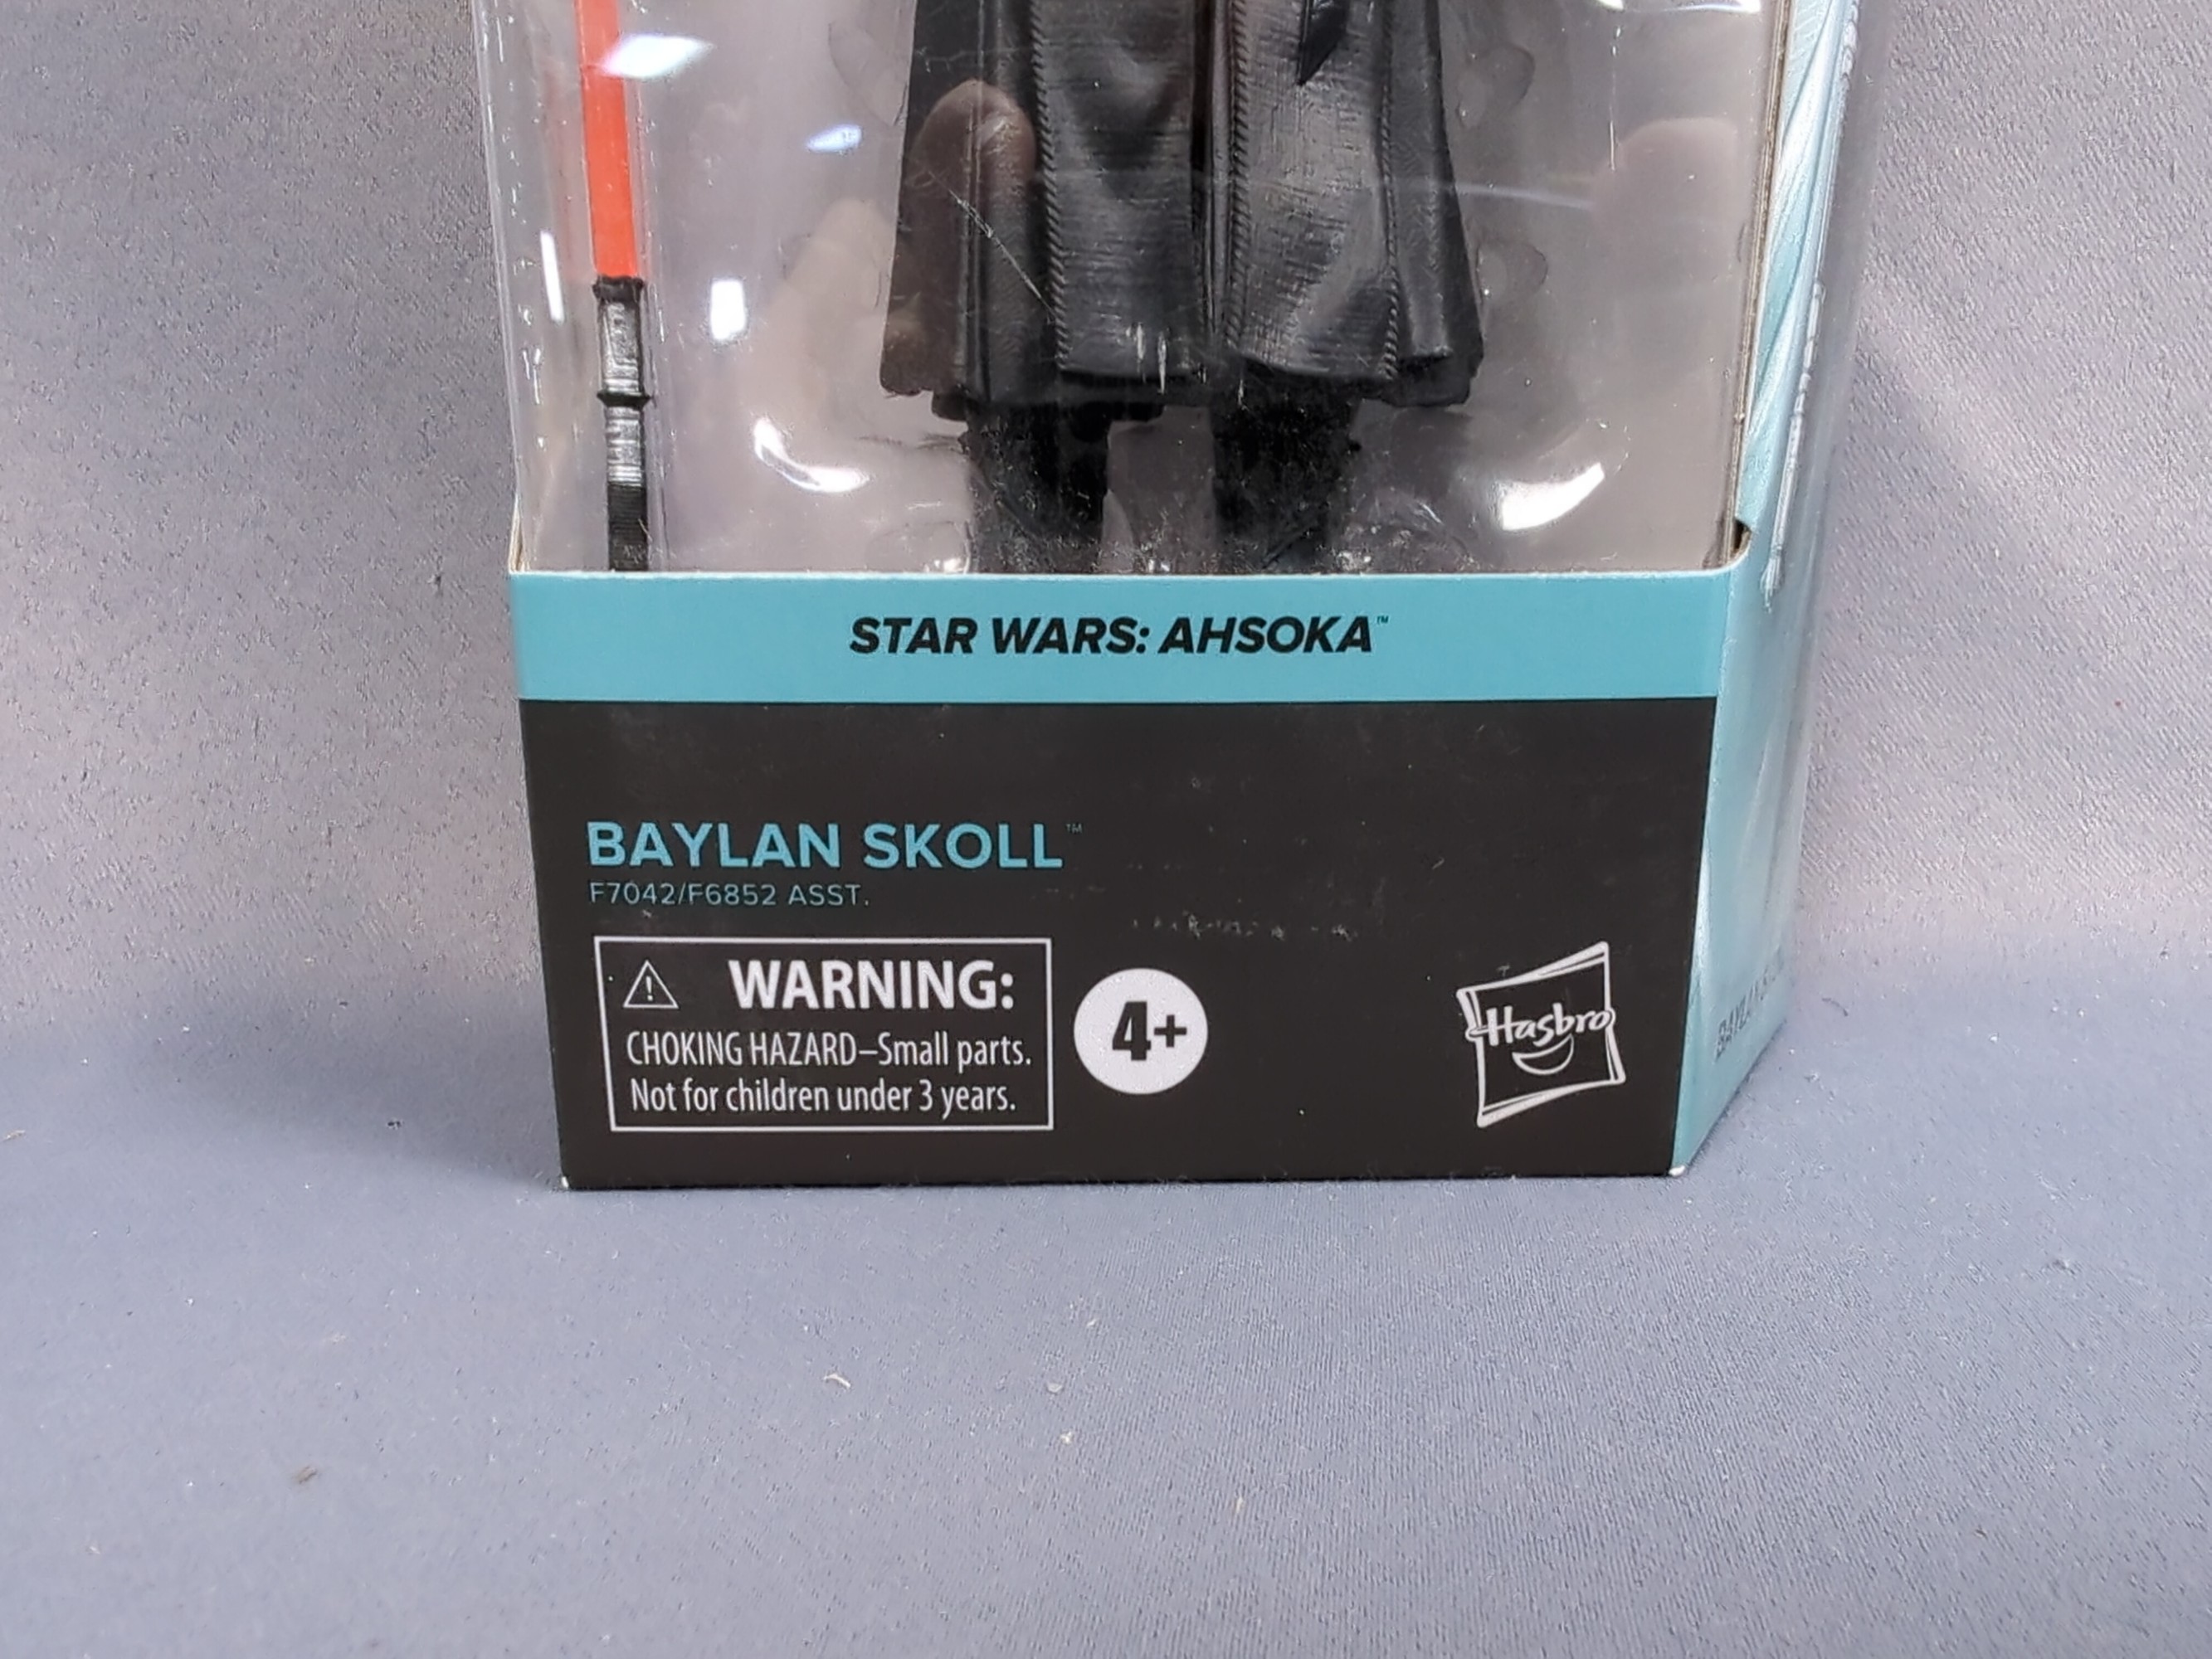 STAR WARS: AHSOKA™
BAYLAN SKOLL™
F7042/F6852 ASST.
⚠ WARNING:
CHOKING HAZARD–Small parts.
Not for children under 3 years.
4+
Hasbro